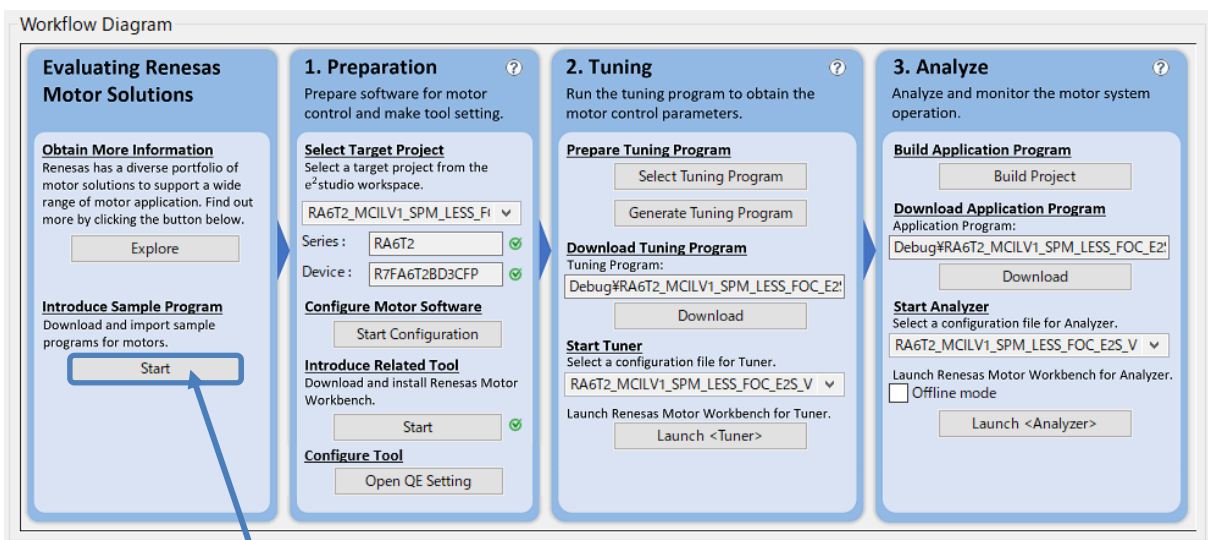 Workflow Diagram
Evaluating Renesas
Motor Solutions
Obtain More Information
Renesas has a diverse portfolio of
motor solutions to support a wide
range of motor application. Find out
more by clicking the button below.
Explore
Introduce Sample Program
Download and import sample
programs for motors.
Start
1. Preparation ?
Prepare software for motor
control and make tool setting.
Select Target Project
Select a target project from the
e²studio workspace.
RA6T2_MCILV1_SPM_LESS_F
Series : RA6T2
Device : R7FA6T2BD3CFP
Configure Motor Software
Start Configuration
Introduce Related Tool
Download and install Renesas Motor
Workbench.
Start
Configure Tool
Open QE Setting
2. Tuning ?
Run the tuning program to obtain the
motor control parameters.
Prepare Tuning Program
Select Tuning Program
Generate Tuning Program
Download Tuning Program
Tuning Program:
Debug¥RA6T2_MCILV1_SPM_LESS_FOC_E2
Download
Start Tuner
Select a configuration file for Tuner.
RA6T2_MCILV1_SPM_LESS_FOC_E2S_V
Launch Renesas Motor Workbench for Tuner.
Launch <Tuner>
3. Analyze ?
Analyze and monitor the motor system
operation.
Build Application Program
Build Project
Download Application Program
Application Program:
Debug¥RA6T2_MCILV1_SPM_LESS_FOC_E2
Download
Start Analyzer
Select a configuration file for Analyzer.
RA6T2_MCILV1_SPM_LESS_FOC_E2S_V
Launch Renesas Motor Workbench for Analyzer.
Offline mode
Launch <Analyzer>